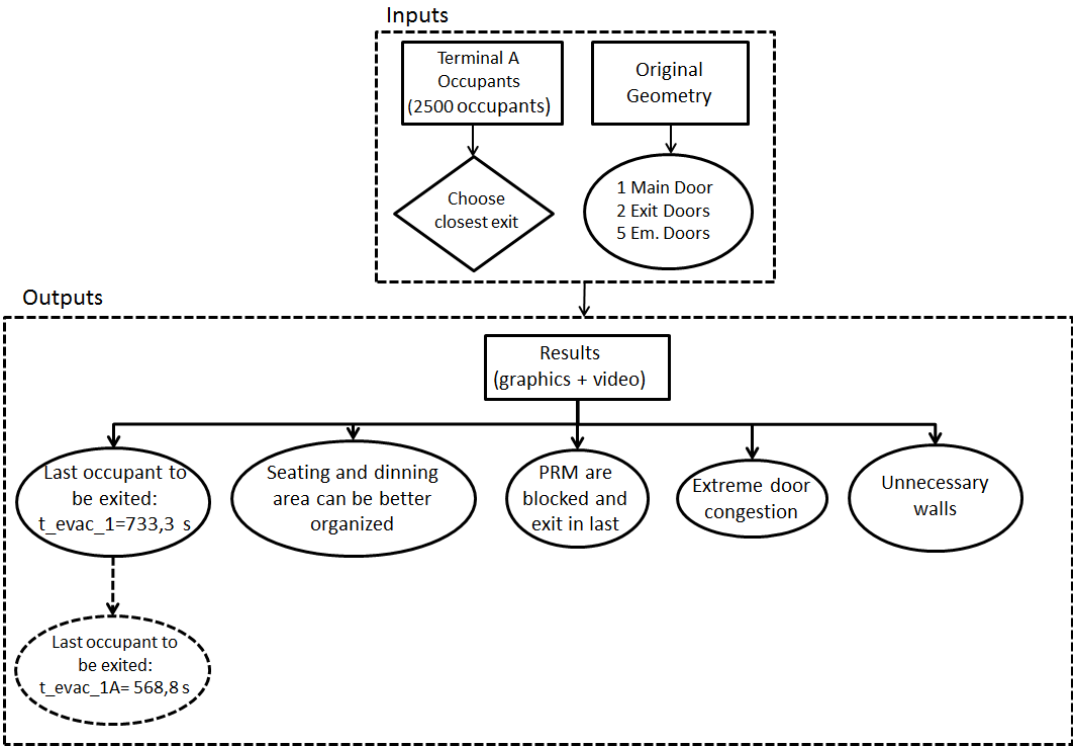 Inputs
Terminal A
Occupants
(2500 occupants)
Original
Geometry
Choose
closest exit
1 Main Door
2 Exit Doors
5 Em. Doors
Outputs
Results
(graphics + video)
Last occupant to
be exited:
t_evac_1=733,3 s
Seating and dinning
area can be better
organized
PRM are
blocked and
exit in last
Extreme door
congestion
Unnecessary
walls
Last occupant to
be exited:
t_evac_1A= 568,8 s